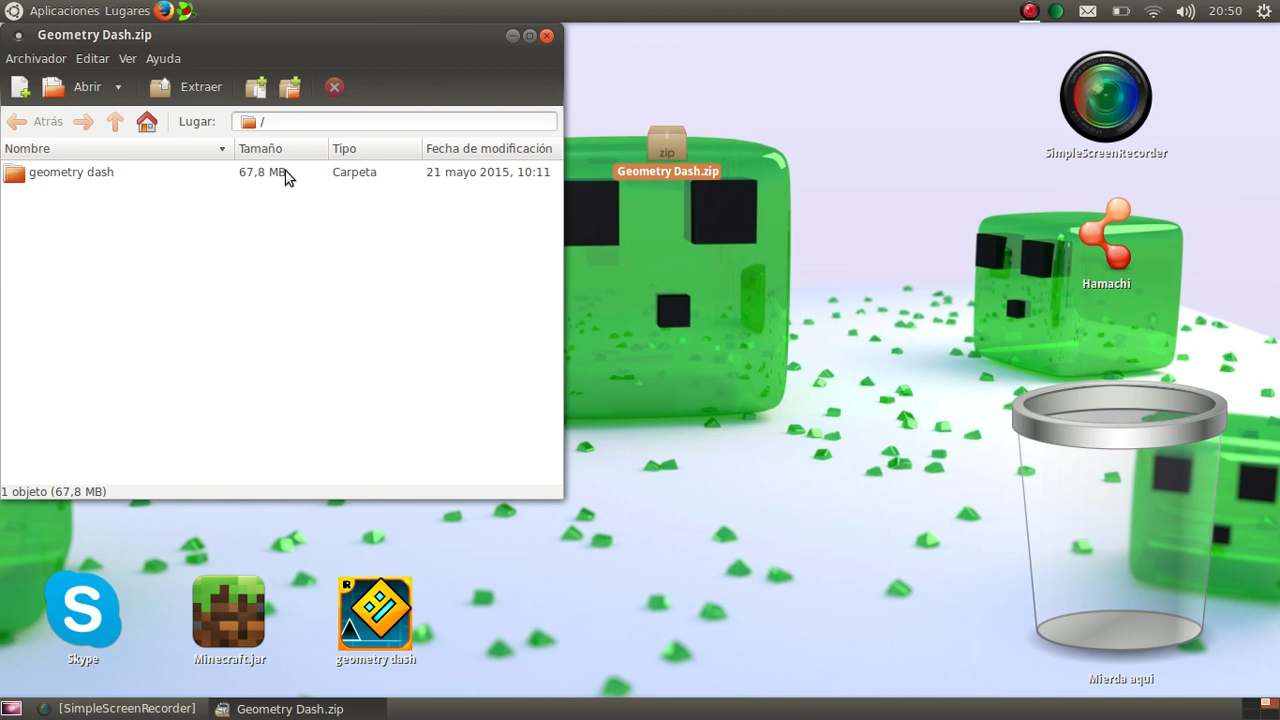 Aplicaciones Lugares 20:50
Geometry Dash.zip
Archivador Editar Ver Ayuda
Abrir Extraer
Atrás Lugar: /
Nombre Tamaño Tipo Fecha de modificación
geometry dash 67,8 MB Carpeta 21 mayo 2015, 10:11
1 objeto (67,8 MB)
zip
Geometry Dash.zip
SimpleScreenRecorder
Hamachi
S
Skype
Minecraft.jar
R
geometry dash
Mierda aqui
[SimpleScreenRecorder] Geometry Dash.zip